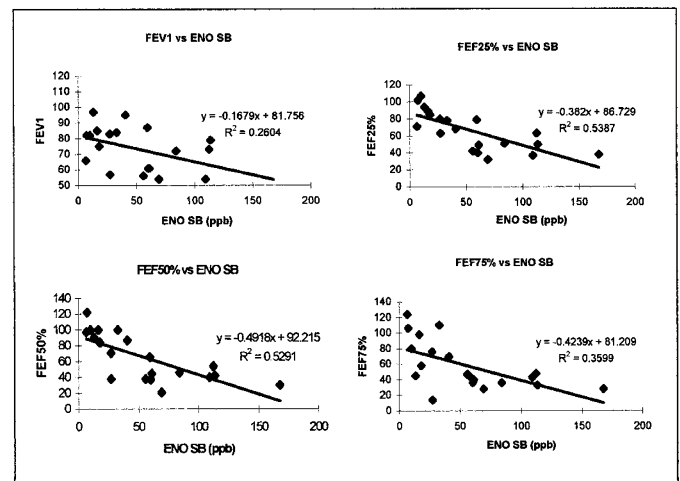 FEV1 vs ENO SB
FEV1
120
110
100
90
80
70
60
50
y = -0.1679x + 81.756
R² = 0.2604
0
50
100
150
200
ENO SB (ppb)
FEF25% vs ENO SB
FEF25%
120
100
80
60
40
20
0
y = -0.382x + 86.729
R² = 0.5387
0
50
100
150
200
ENO SB (ppb)
FEF50% vs ENO SB
FEF50%
140
120
100
80
60
40
20
0
y = -0.4918x + 92.215
R² = 0.5291
0
50
100
150
200
ENO SB (ppb)
FEF75% vs ENO SB
FEF75%
140
120
100
80
60
40
20
0
y = -0.4239x + 81.209
R² = 0.3599
0
50
100
150
200
ENO SB (ppb)